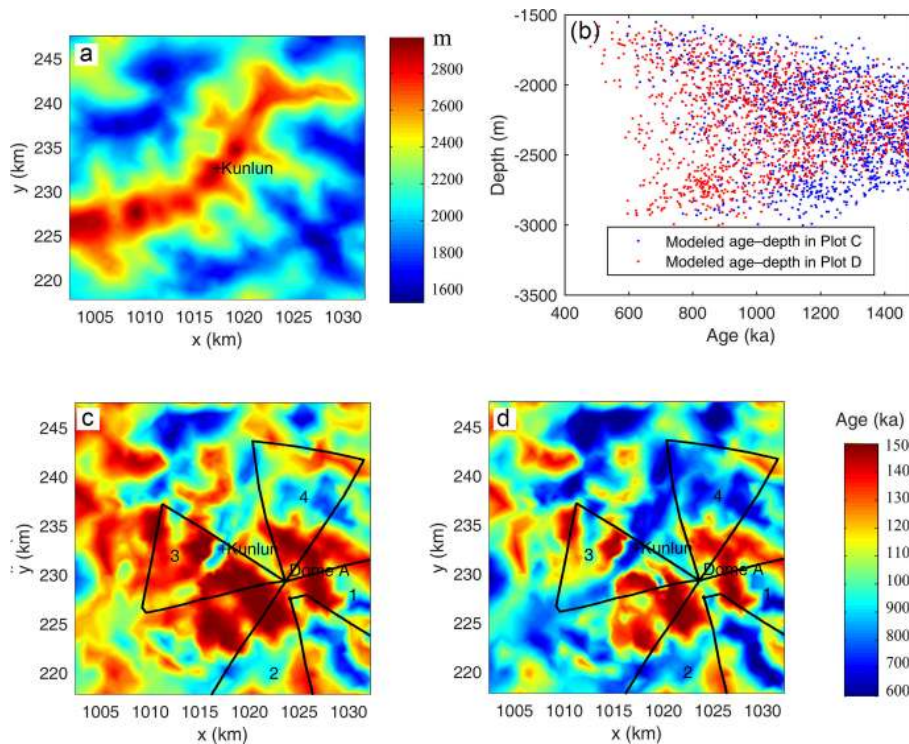 a
m
245
240
235
230
225
220
y (km)
Kunlun
1005 1010 1015 1020 1025 1030
x (km)
2800
2600
2400
2200
2000
1800
1600
(b)
-1500
-2000
-2500
-3000
-3500
Depth (m)
Modeled age–depth in Plot C
Modeled age–depth in Plot D
400 600 800 1000 1200 1400
Age (ka)
c
245
240
235
230
225
220
y (km)
4
3
Kunlun
Dome A
1
2
1005 1010 1015 1020 1025 1030
x (km)
d
245
240
235
230
225
220
y (km)
4
3
Kunlun
Dome A
1
2
1005 1010 1015 1020 1025 1030
x (km)
Age (ka)
150
140
130
120
110
100
900
800
700
600